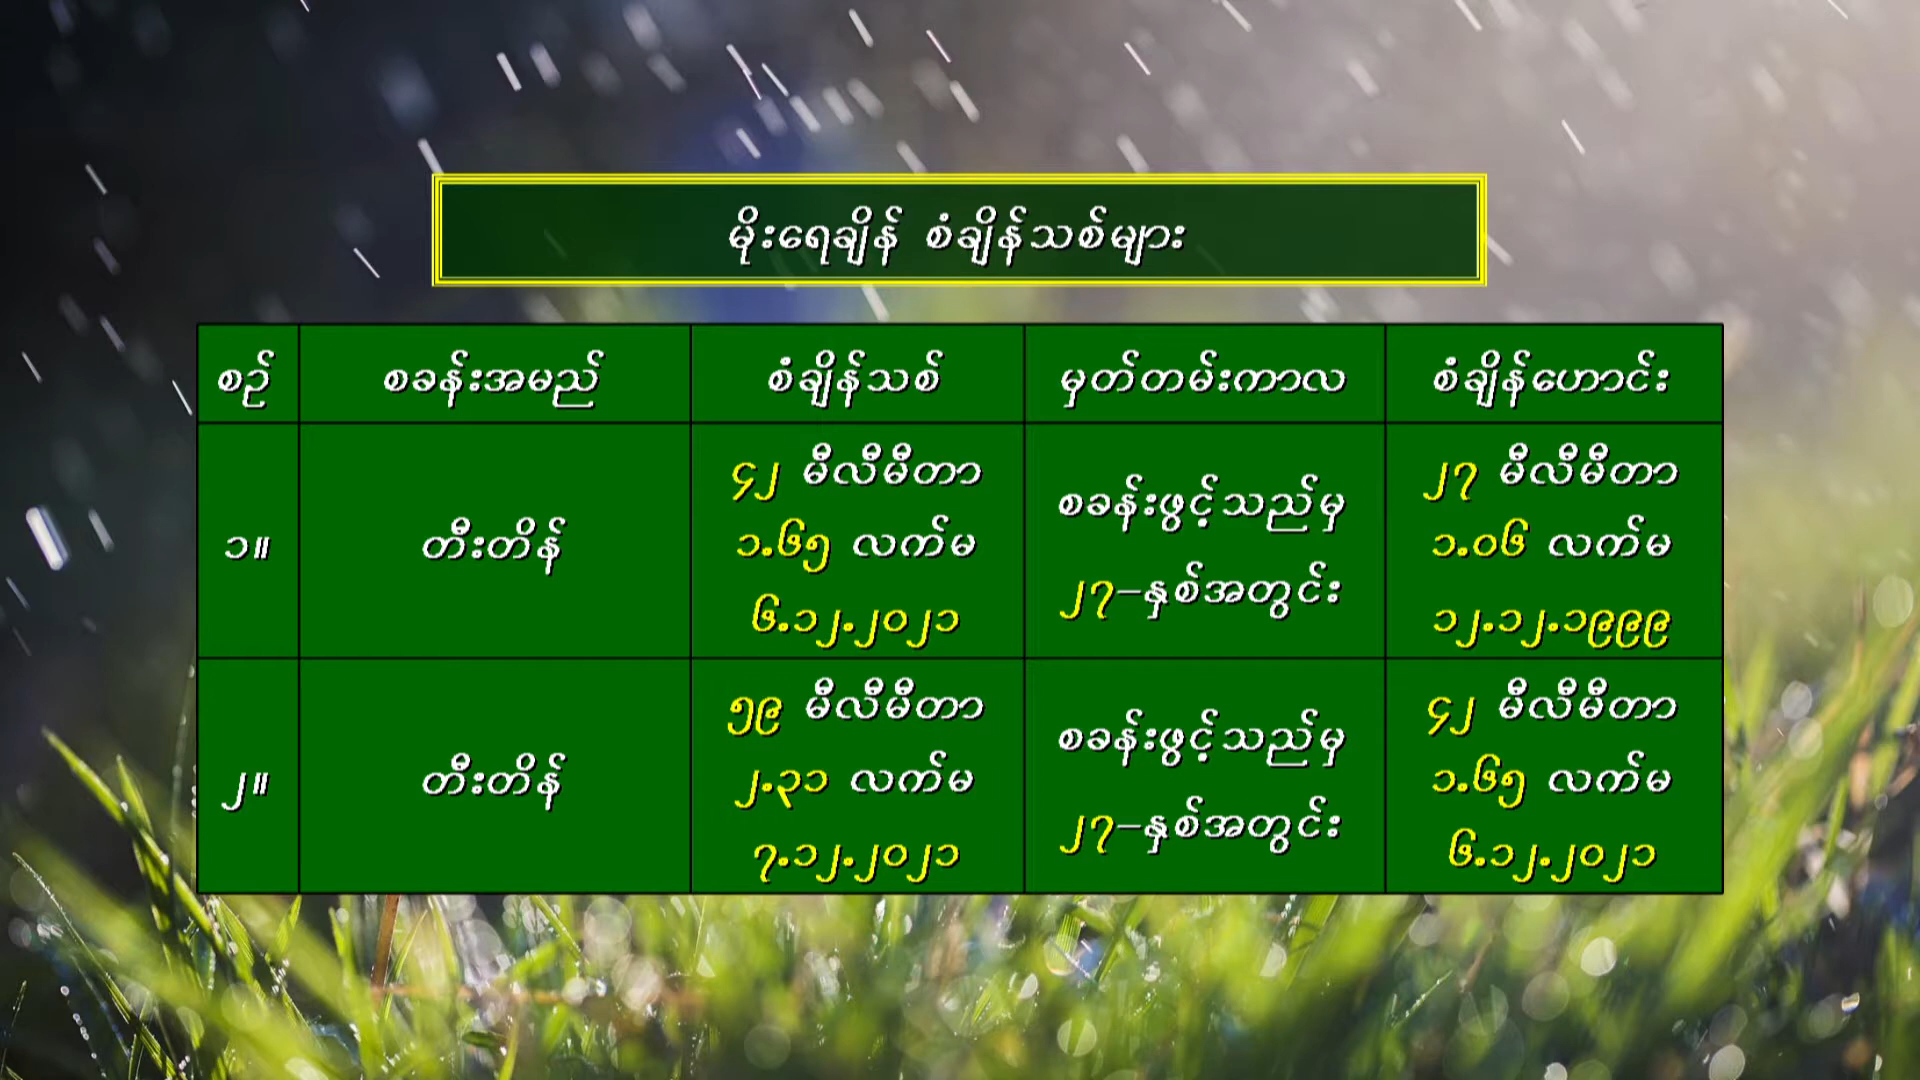 မိုးရေချိန် စံချိန်သစ်များ
စဉ် စခန်းအမည် စံချိန်သစ် မှတ်တမ်းကာလ စံချိန်ဟောင်း
၁။ တီးတိန် ၄၂ မီလီမီတာ
၁.၆၅ လက်မ
၆.၁၂.၂၀၂၁ စခန်းဖွင့်သည်မှ
၂၇–နှစ်အတွင်း ၂၇ မီလီမီတာ
၁.၀၆ လက်မ
၁၂.၁၂.၁၉၉၉
၂။ တီးတိန် ၅၉ မီလီမီတာ
၂.၃၁ လက်မ
၇.၁၂.၂၀၂၁ စခန်းဖွင့်သည်မှ
၂၇–နှစ်အတွင်း ၄၂ မီလီမီတာ
၁.၆၅ လက်မ
၆.၁၂.၂၀၂၁